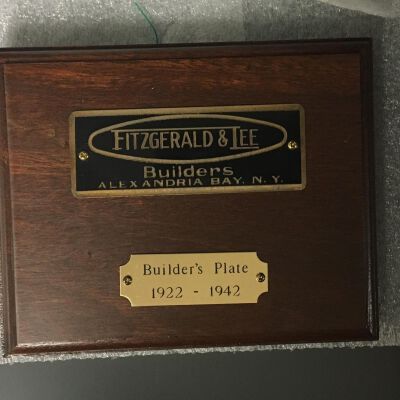 FITZGERALD & LEE
Builders
ALEXANDRIA BAY, N. Y.
Builder's Plate
1922 - 1942